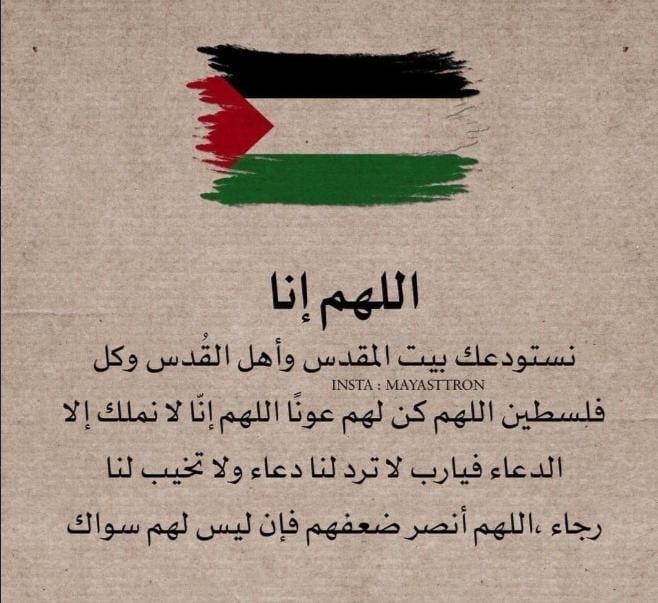 اللهم إنا
نستودعك بيت المقدس وأهل القُدس وكل
INSTA : MAYASTTRON
فلسطين اللهم كن لهم عونًا اللهم إنّا لا نملك إلا
الدعاء فيارب لا ترد لنا دعاء ولا تخيب لنا
رجاء ،اللهم أنصر ضعفهم فإن ليس لهم سواك